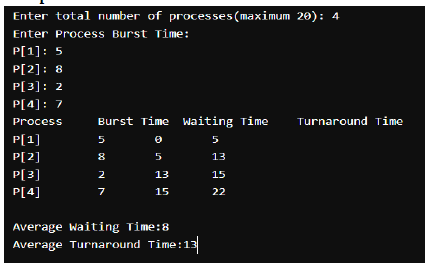 Enter total number of processes(maximum 20): 4
Enter Process Burst Time:
P[1]: 5
P[2]: 8
P[3]: 2
P[4]: 7
Process Burst Time Waiting Time Turnaround Time
P[1] 5 0 5
P[2] 8 5 13
P[3] 2 13 15
P[4] 7 15 22
Average Waiting Time:8
Average Turnaround Time:13